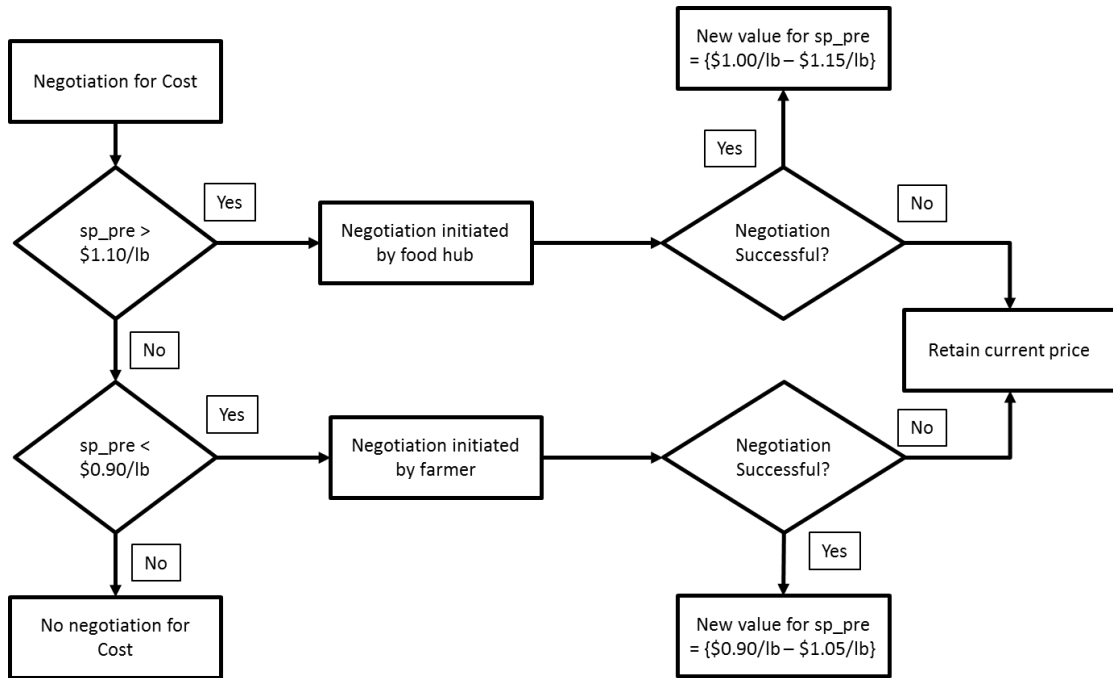 Negotiation for Cost
New value for sp_pre
= {$1.00/lb – $1.15/lb}
Yes
sp_pre >
$1.10/lb
Yes
Negotiation initiated
by food hub
Negotiation
Successful?
No
No
Retain current price
sp_pre <
$0.90/lb
Yes
Negotiation initiated
by farmer
Negotiation
Successful?
No
No
Yes
No negotiation for
Cost
New value for sp_pre
= {$0.90/lb – $1.05/lb}